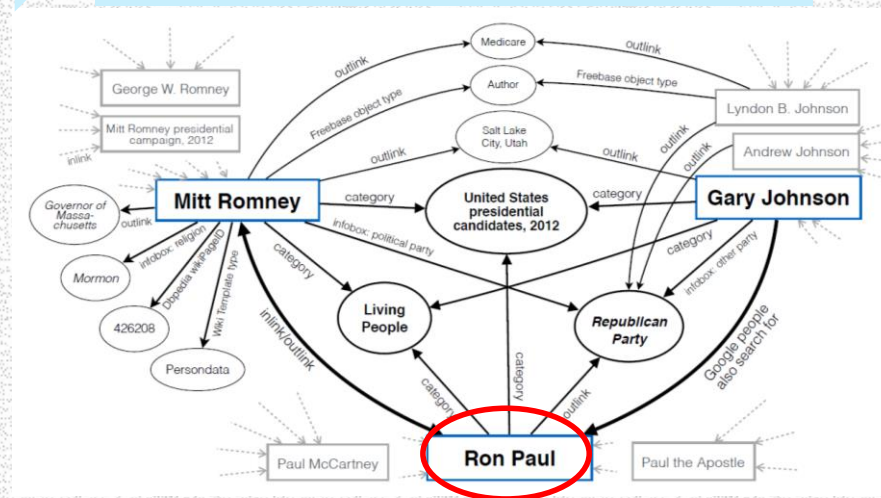 Medicare
outlink
outlink
George W. Romney
Author
Freebase object type
Freebase object type
Lyndon B. Johnson
Mitt Romney presidential
campaign, 2012
Salt Lake
City, Utah
outlink
outlink
outlink
outlink
Andrew Johnson
inlink
Mitt Romney
category
United States
presidential
candidates, 2012
category
Gary Johnson
Governor of
Massa-
chusetts
outlink
infobox: religion
infobox: political party
category
infobox: other party
Mormon
Dbpedia wikiPageID
Wiki Template type
category
Living
People
Republican
Party
426208
Persondata
inlink/outlink
category
category
outlink
Google people
also search for
Paul McCartney
Ron Paul
Paul the Apostle